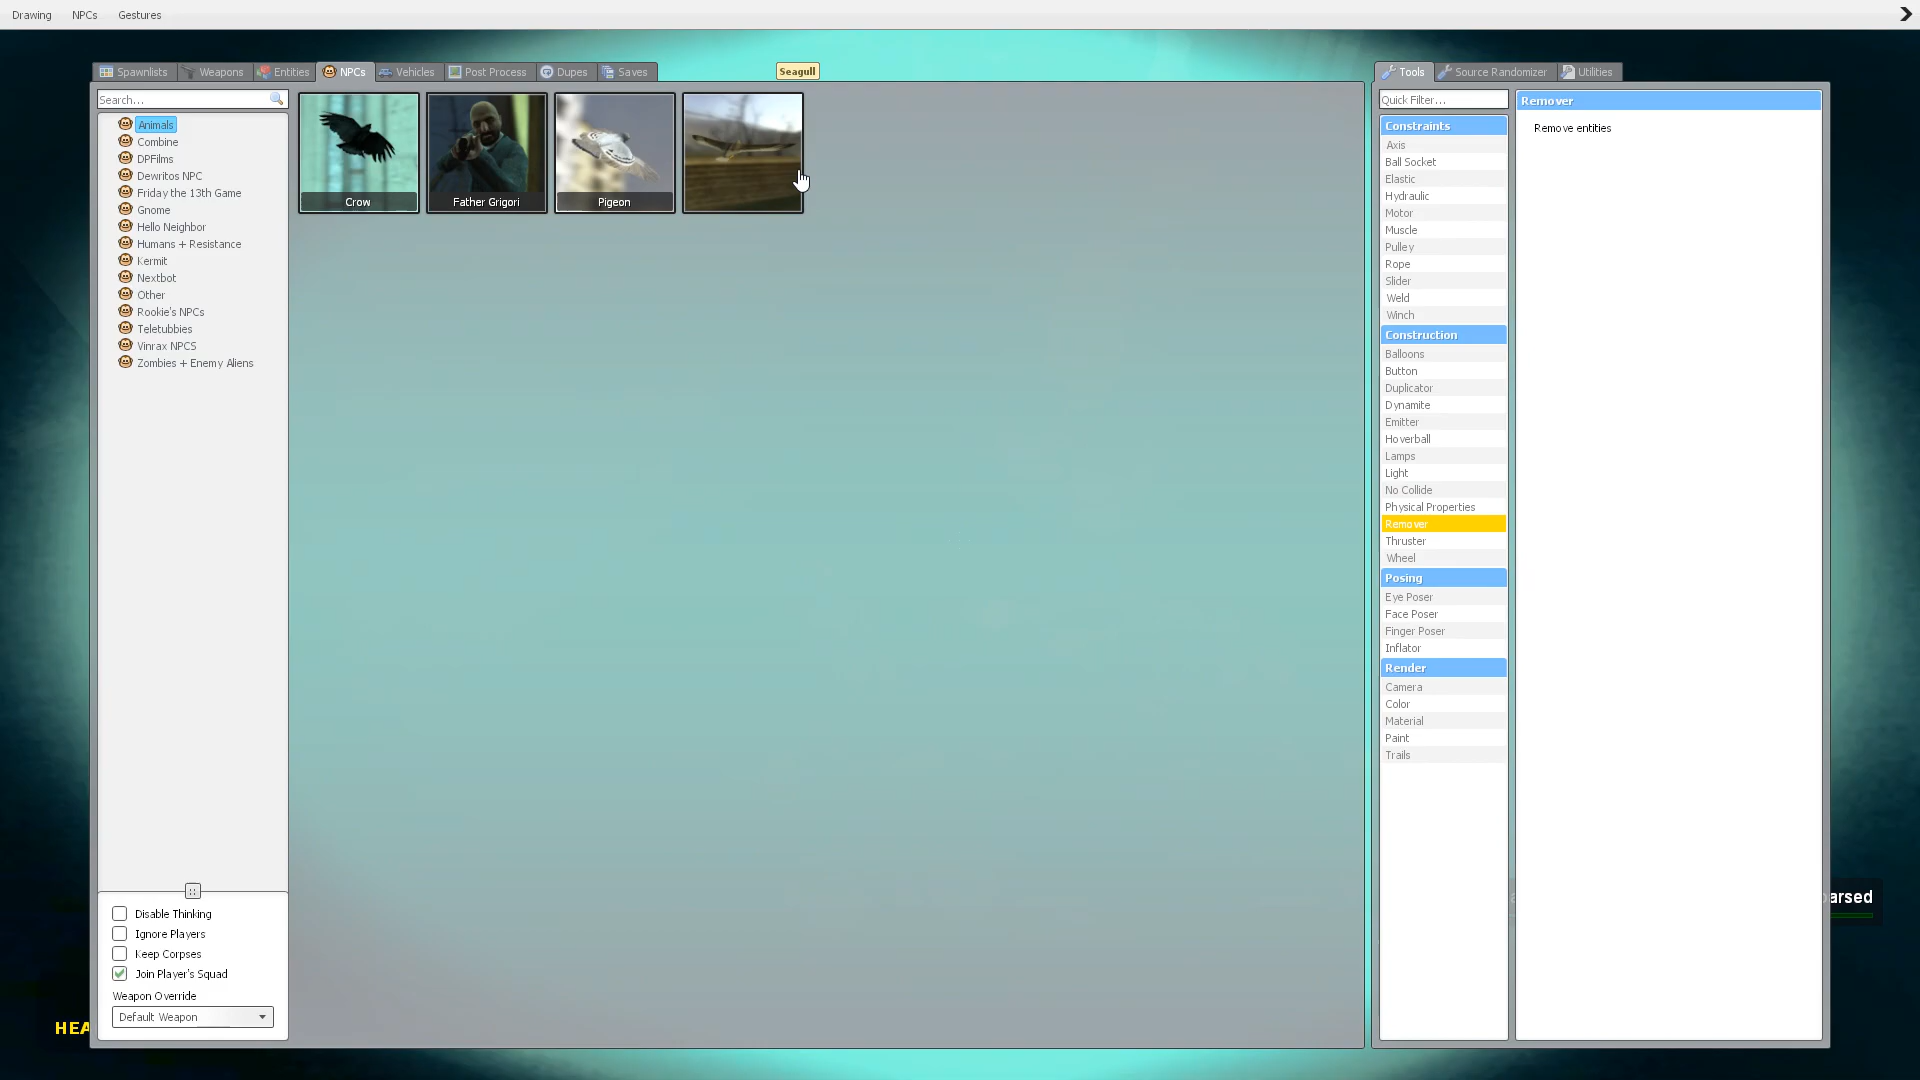 Drawing NPCs Gestures
Spawnlists Weapons Entities NPCs Vehicles Post Process Dupes Saves
Seagull
Tools Source Randomizer Utilities
Search...
Animals
Combine
DPFilms
Dewritos NPC
Friday the 13th Game
Gnome
Hello Neighbor
Humans + Resistance
Kermit
Nextbot
Other
Rookie's NPCs
Teletubbies
Vinrax NPCS
Zombies + Enemy Aliens
Disable Thinking
Ignore Players
Keep Corpses
Join Player's Squad
Weapon Override
Default Weapon
HEA
Crow
Father Grigori
Pigeon
Quick Filter...
Constraints
Axis
Ball Socket
Elastic
Hydraulic
Motor
Muscle
Pulley
Rope
Slider
Weld
Winch
Construction
Balloons
Button
Duplicator
Dynamite
Emitter
Hoverball
Lamps
Light
No Collide
Physical Properties
Remover
Thruster
Wheel
Posing
Eye Poser
Face Poser
Finger Poser
Inflator
Render
Camera
Color
Material
Paint
Trails
Remover
Remove entities
arsed